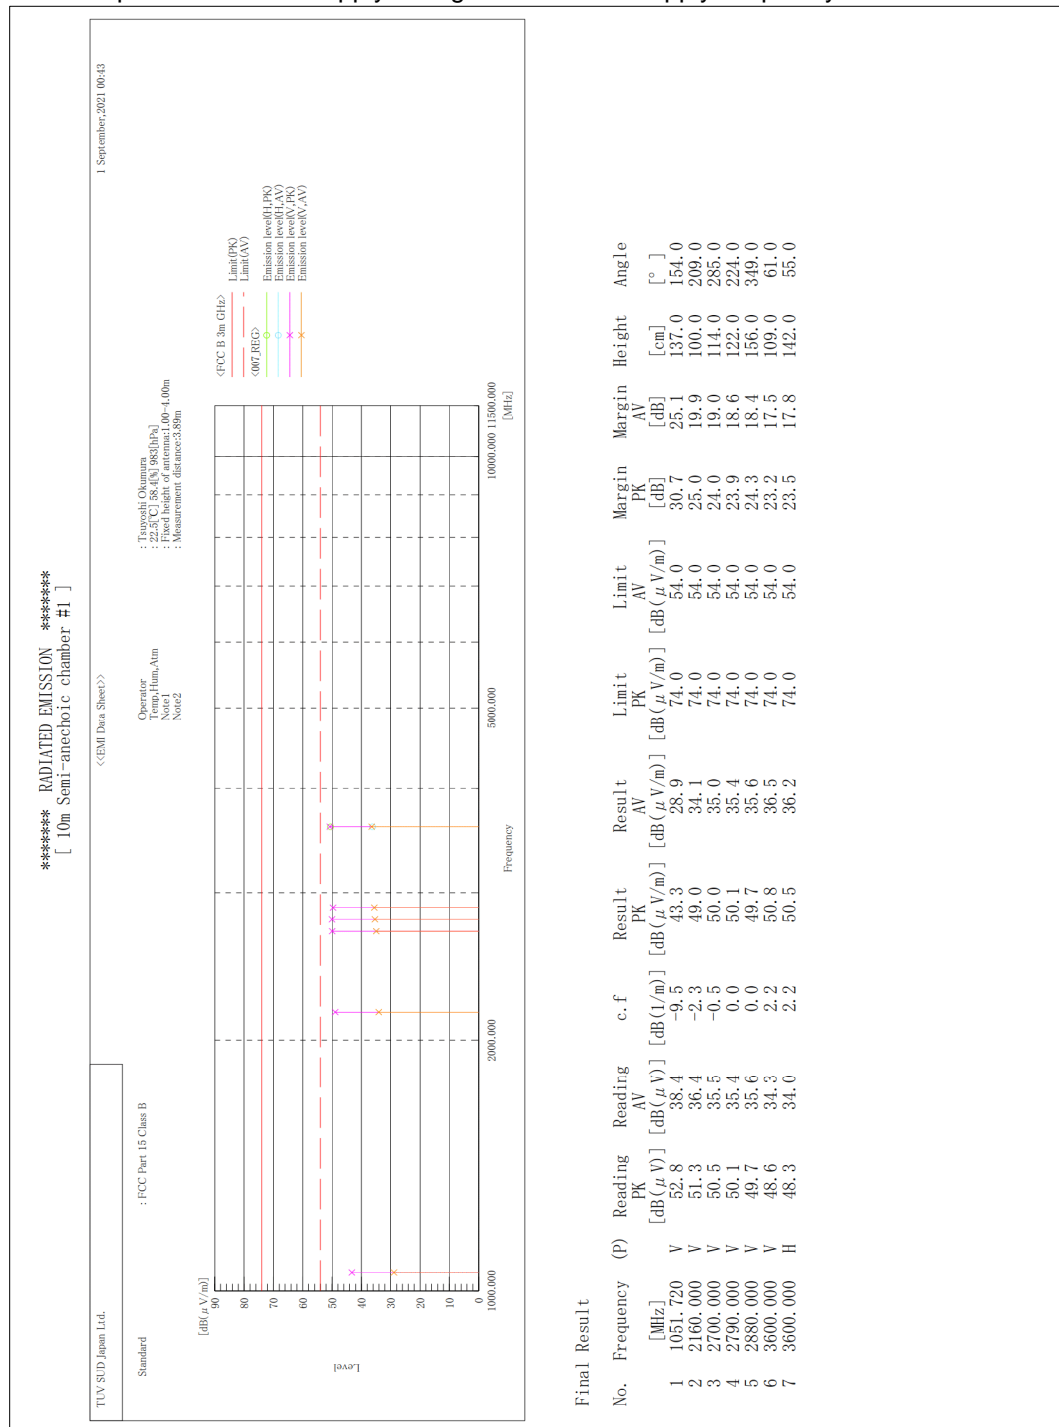 ******* RADIATED EMISSION *******
[ 10m Semi-anechoic chamber #1 ]
TUV SUD Japan Ltd.
<<EMI Data Sheet>>
1 September,2021 00:43
Standard : FCC Part 15 Class B
Operator : Tsuyoshi Okumura
Temp,Hum,Atm : 22.5[℃] 58.4[%] 983[hPa]
Note1 : Fixed height of antenna:1.00-4.00m
Note2 : Measurement distance:3.89m
<FCC B 3m GHz>
Limit(PK)
Limit(AV)
<007_REG>
Emission level(H,PK)
Emission level(H,AV)
Emission level(V,PK)
Emission level(V,AV)
[dB(μV/m)]
90
80
70
60
50
40
30
20
10
0
Level
1000.000 2000.000 5000.000 10000.000 11500.000
Frequency [MHz]
Final Result
No. Frequency (P) Reading Reading c.f Result Result Limit Limit Margin Margin Height Angle
PK AV PK AV PK AV PK AV
[MHz] [dB(μV)] [dB(μV)] [dB(1/m)] [dB(μV/m)] [dB(μV/m)] [dB(μV/m)] [dB(μV/m)] [dB] [dB] [cm] [°]
1 1051.720 V 52.8 38.4 -9.5 43.3 28.9 74.0 54.0 30.7 25.1 137.0 154.0
2 2160.000 V 51.3 36.4 -2.3 49.0 34.1 74.0 54.0 25.0 19.9 100.0 209.0
3 2700.000 V 50.5 35.5 -0.5 50.0 35.0 74.0 54.0 24.0 19.0 114.0 285.0
4 2790.000 V 50.1 35.4 0.0 50.1 35.4 74.0 54.0 23.9 18.6 122.0 224.0
5 2880.000 V 49.7 35.6 0.0 49.7 35.6 74.0 54.0 24.3 18.4 156.0 349.0
6 3600.000 V 48.6 34.3 2.2 50.8 36.5 74.0 54.0 23.2 17.5 109.0 61.0
7 3600.000 H 48.3 34.0 2.2 50.5 36.2 74.0 54.0 23.5 17.8 142.0 55.0